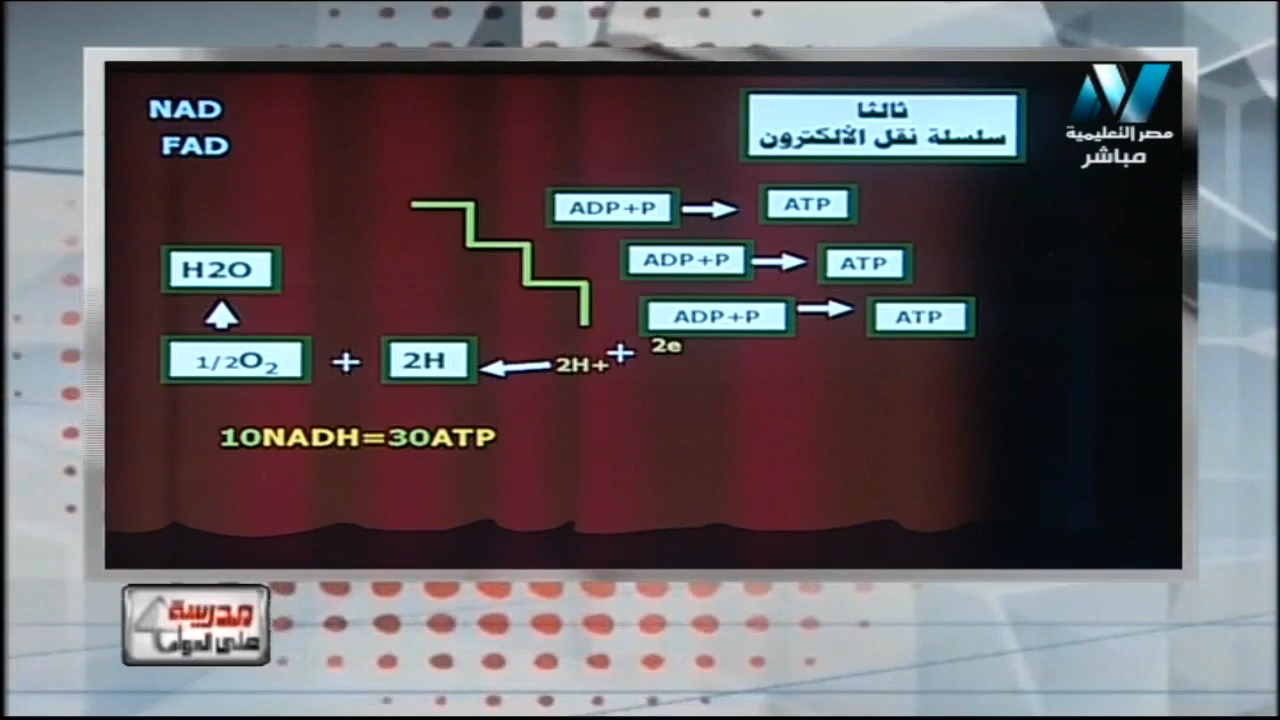 NAD
FAD
ثالثا
سلسلة نقل الألكترون
مصر التعليمية
مباشر
ADP+P
ATP
ADP+P
ATP
H2O
ADP+P
ATP
1/2O₂
+
2H
2H+
+
2e
10NADH=30ATP
مدرسة
على الهواء